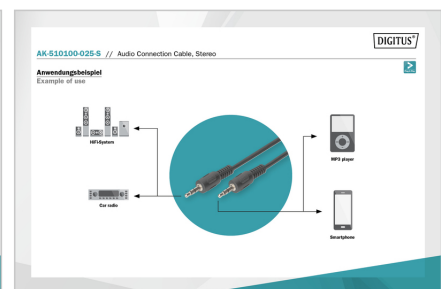 DIGITUS®
AK-510100-025-S // Audio Connection Cable, Stereo
Anwendungsbeispiel
Example of use
HiFi-System
MP3 player
Car radio
Smartphone